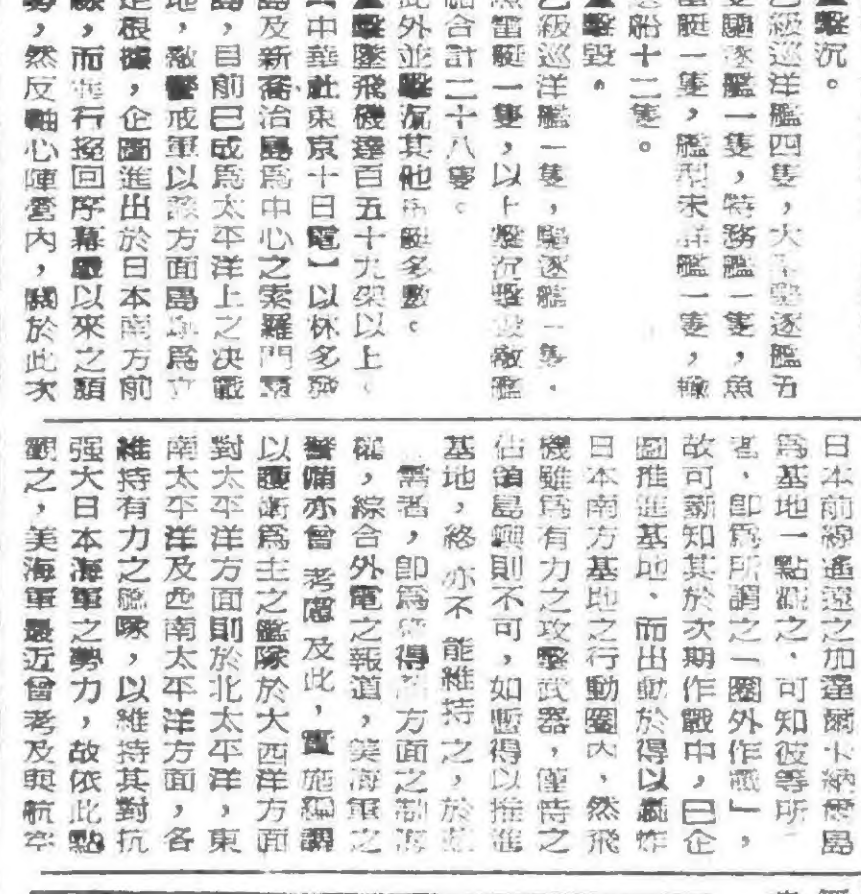 ▲擊沉。
乙級巡洋艦四隻，大型驅逐艦五
隻驅逐艦一隻，特務艦一隻，魚
雷艇一隻，艦型未詳艦一隻，輸
送船十二隻。
▲擊毀。
乙級巡洋艦一隻，驅逐艦一隻，
魚雷艇一隻，以上擊沉擊毀敵艦
船合計二十八隻。
此外並擊沉其他舟艇多數。
▲擊墜飛機達百五十九架以上。
【中華社東京十日電】以林多
島及新喬治島爲中心之索羅門
島，目前已成爲太平洋上之决戰
地，敵警戒軍以該方面島 爲立
足根據，企圖進出於日本南方前
線，而 行挽回序幕戰以來之頹
勢，然反軸心陣營內，關於此次
日本前線遙遠之加達爾卡納爾島
爲基地一點觀之，可知彼等所
者，卽爲所謂之「圈外作戰」，
故可 知其於次期作戰中，已企
圖推進基地、而出動於得以轟炸
日本南方基地之行動圈內，然飛
機雖爲有力之攻擊武器，僅恃之
佔領島嶼則不可，如暫得以推進
基地，終亦不能維持之，於
 者，卽爲 得 方面之制海
權，綜合外電之報道，美海軍之
警備亦曾考慮及此，實施編調
以護衛爲主之艦隊於大西洋方面
對太平洋方面則於北太平洋，東
南太平洋及西南太平洋方面，各
維持有力之艦隊，以維持其對抗
强大日本海軍之勢力，故依此點
觀之，美海軍最近曾考及與航空